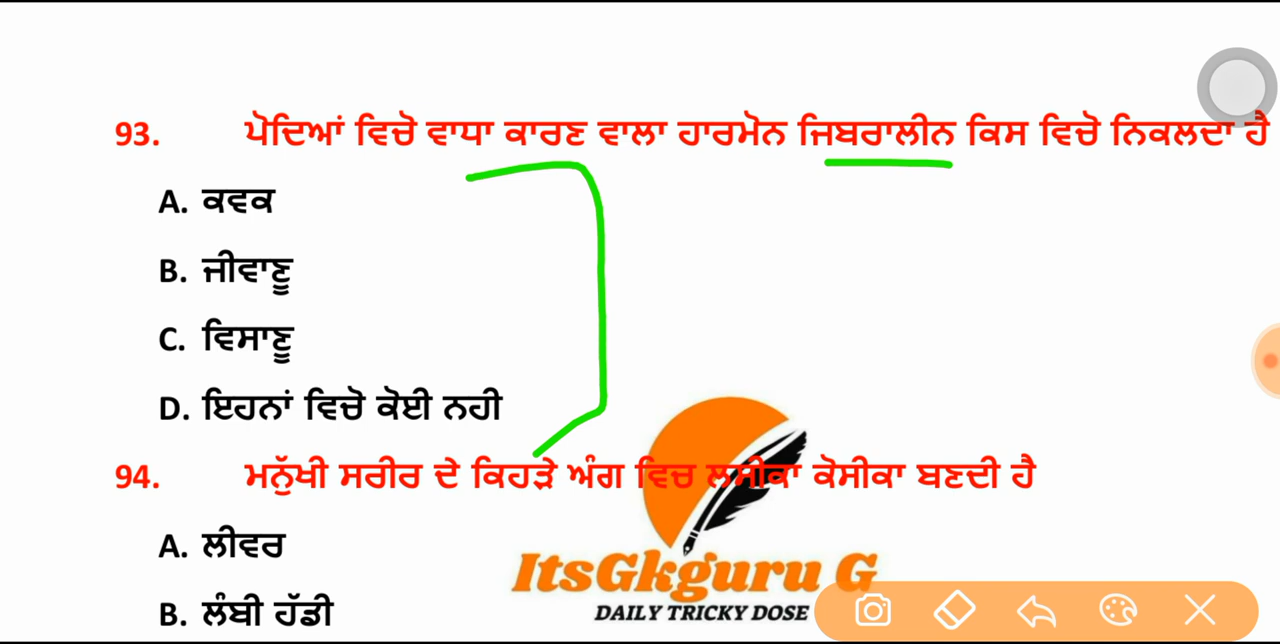 93. ਪੋਦਿਆਂ ਵਿਚੋ ਵਾਧਾ ਕਾਰਣ ਵਾਲਾ ਹਾਰਮੋਨ ਜਿਬਰਾਲੀਨ ਕਿਸ ਵਿਚੋ ਨਿਕਲਦਾ ਹੈ
A. ਕਵਕ
B. ਜੀਵਾਣੂ
C. ਵਿਸਾਣੂ
D. ਇਹਨਾਂ ਵਿਚੋ ਕੋਈ ਨਹੀ
94. ਮਨੁੱਖੀ ਸਰੀਰ ਦੇ ਕਿਹੜੇ ਅੰਗ ਵਿਚ ਲਸੀਕਾ ਕੋਸੀਕਾ ਬਣਦੀ ਹੈ
A. ਲੀਵਰ
B. ਲੰਬੀ ਹੱਡੀ
ItsGkguru G
DAILY TRICKY DOSE